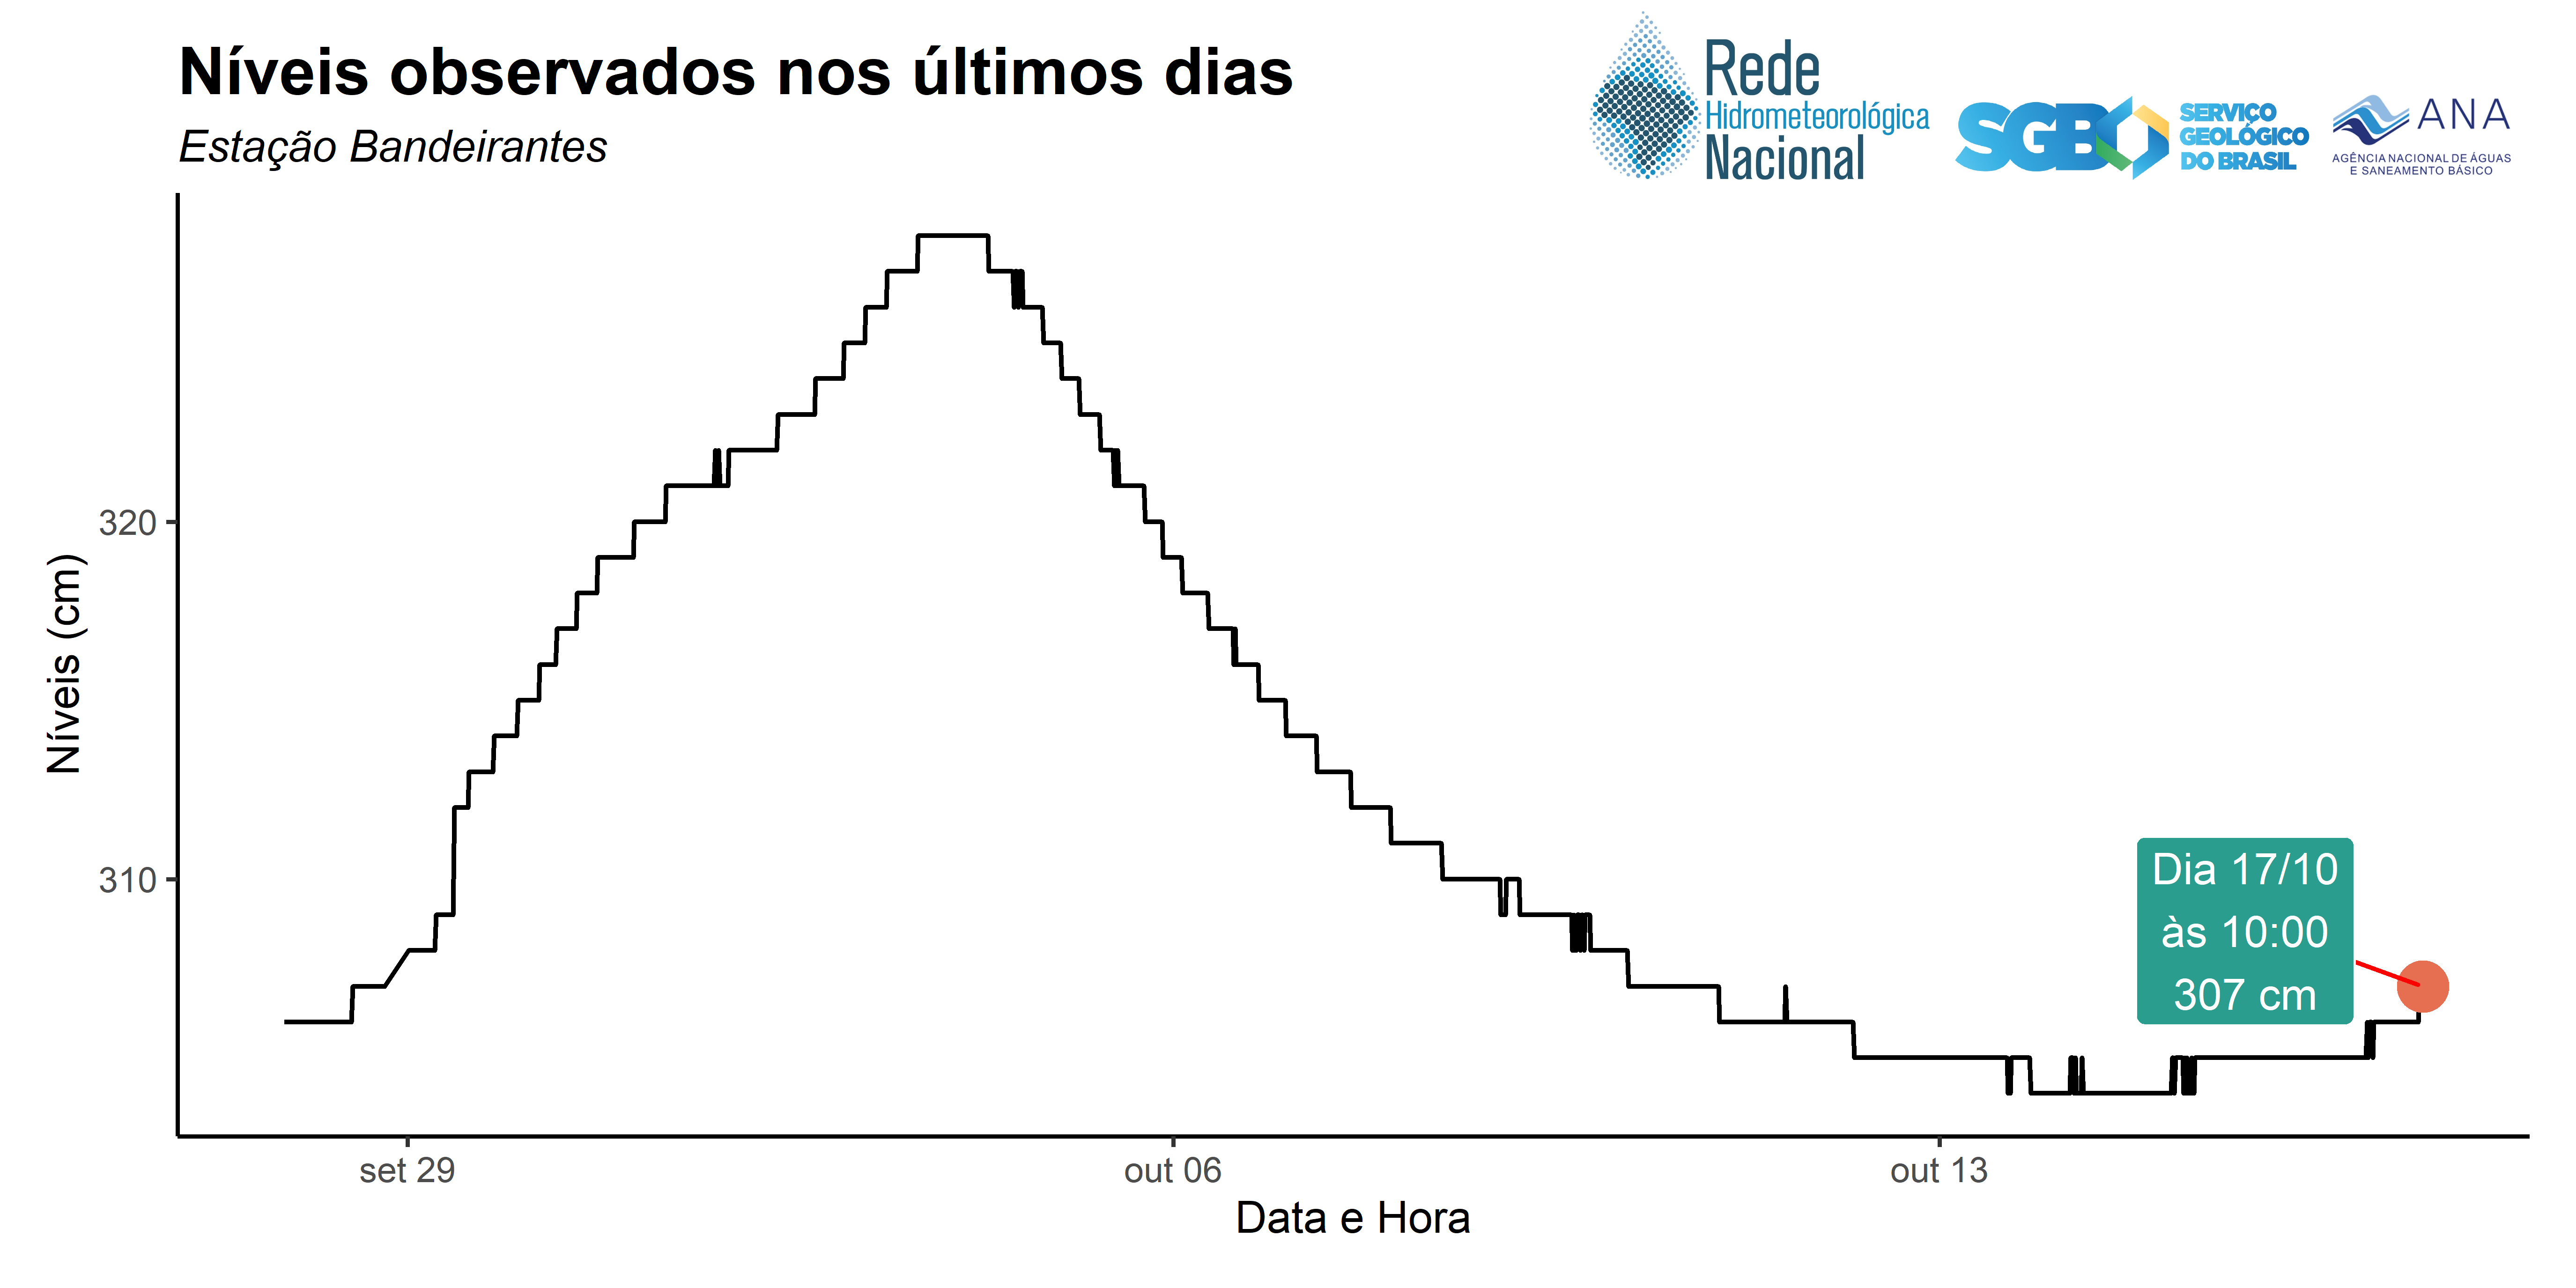 Níveis observados nos últimos dias
Estação Bandeirantes
Rede
Hidrometeorológica
Nacional
SGB
SERVIÇO
GEOLÓGICO
DO BRASIL
ANA
AGÊNCIA NACIONAL DE ÁGUAS
E SANEAMENTO BÁSICO
Níveis (cm)
320
310
Dia 17/10
às 10:00
307 cm
set 29
out 06
out 13
Data e Hora